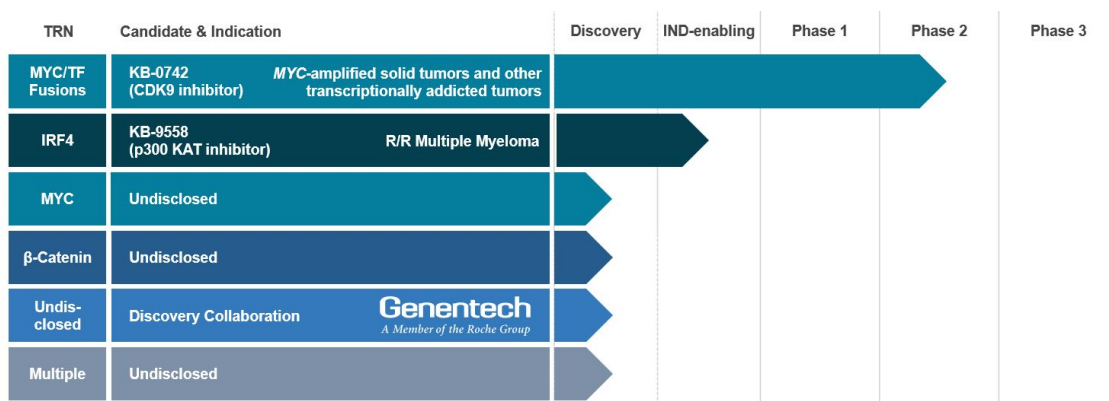 TRN Candidate & Indication Discovery IND-enabling Phase 1 Phase 2 Phase 3
MYC/TF
Fusions
KB-0742
(CDK9 inhibitor)
MYC-amplified solid tumors and other
transcriptionally addicted tumors
IRF4
KB-9558
(p300 KAT inhibitor)
R/R Multiple Myeloma
MYC
Undisclosed
β-Catenin
Undisclosed
Undis-
closed
Discovery Collaboration
Genentech
A Member of the Roche Group
Multiple
Undisclosed